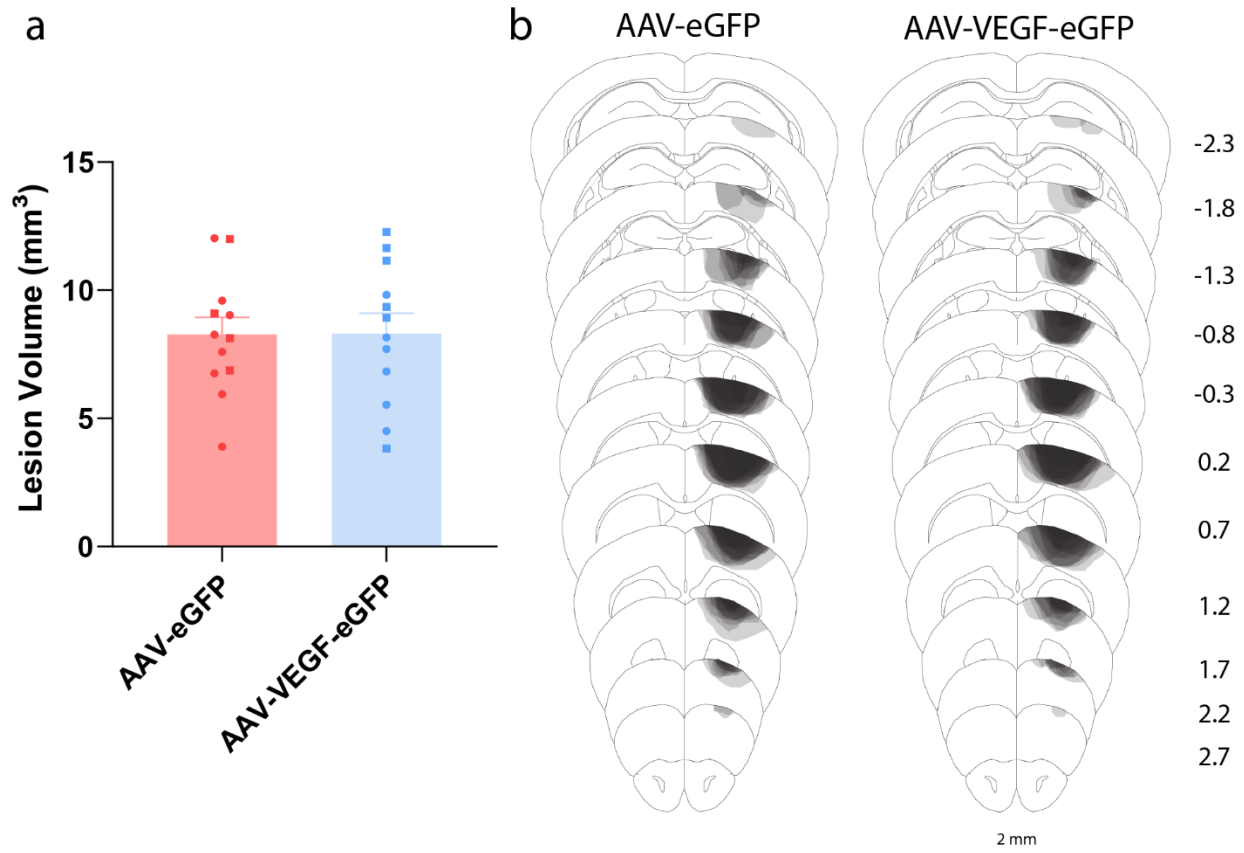 a
Lesion Volume (mm³)
15
10
5
0
AAV-eGFP
AAV-VEGF-eGFP
b
AAV-eGFP
AAV-VEGF-eGFP
-2.3
-1.8
-1.3
-0.8
-0.3
0.2
0.7
1.2
1.7
2.2
2.7
2 mm